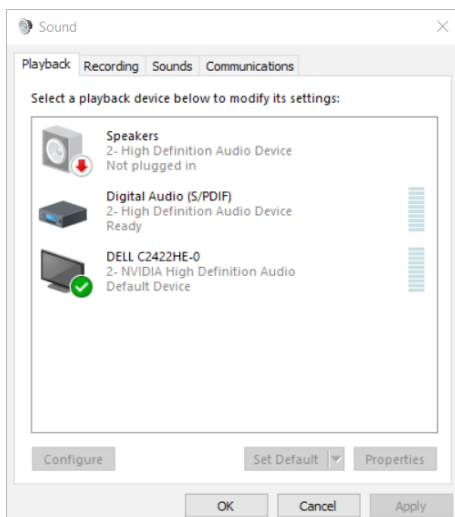 Sound
Playback Recording Sounds Communications
Select a playback device below to modify its settings:
Speakers
2- High Definition Audio Device
Not plugged in
Digital Audio (S/PDIF)
2- High Definition Audio Device
Ready
DELL C2422HE-0
2- NVIDIA High Definition Audio
Default Device
Configure Set Default Properties
OK Cancel Apply